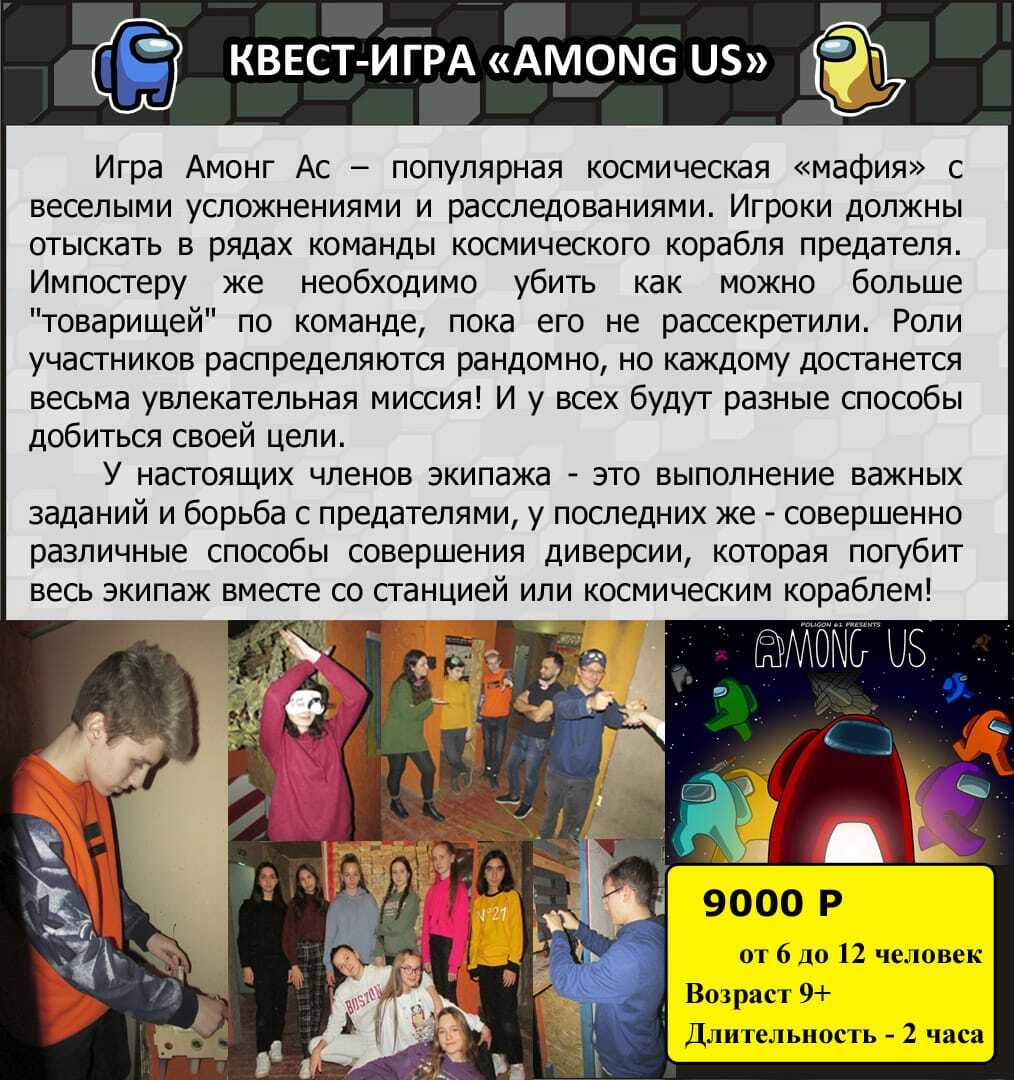 КВЕСТ-ИГРА «AMONG US»
Игра Амонг Ас – популярная космическая «мафия» с
веселыми усложнениями и расследованиями. Игроки должны
отыскать в рядах команды космического корабля предателя.
Импостеру же необходимо убить как можно больше
"товарищей" по команде, пока его не рассекретили. Роли
участников распределяются рандомно, но каждому достанется
весьма увлекательная миссия! И у всех будут разные способы
добиться своей цели.
У настоящих членов экипажа - это выполнение важных
заданий и борьба с предателями, у последних же - совершенно
различные способы совершения диверсии, которая погубит
весь экипаж вместе со станцией или космическим кораблем!
POLIGON 61 PRESENTS
AMONG US
N°21
BOSTON
9000 Р
от 6 до 12 человек
Возраст 9+
Длительность - 2 часа